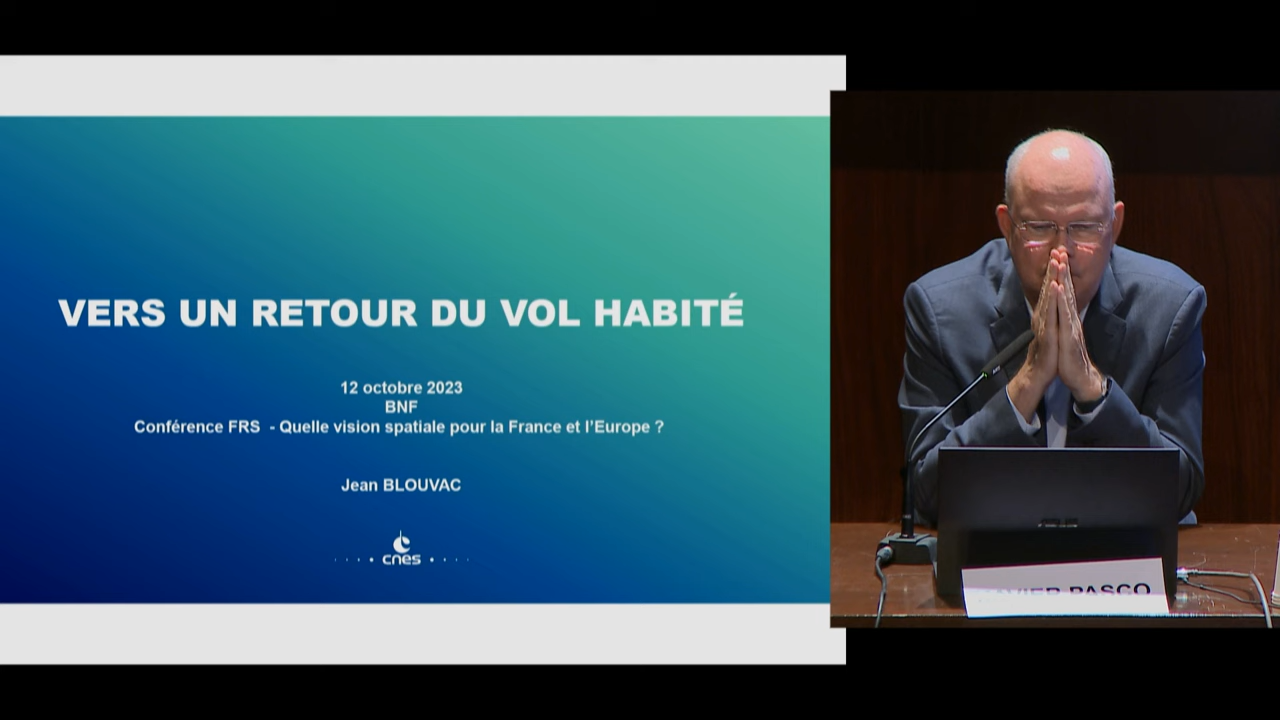 VERS UN RETOUR DU VOL HABITÉ
12 octobre 2023
BNF
Conférence FRS - Quelle vision spatiale pour la France et l'Europe ?
Jean BLOUVAC
cnes
PASCO